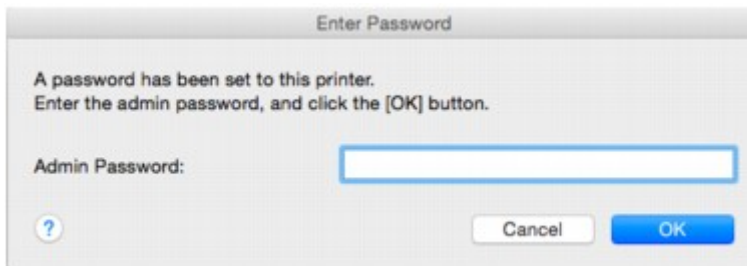 Enter Password
A password has been set to this printer.
Enter the admin password, and click the [OK] button.
Admin Password:
?
Cancel
OK